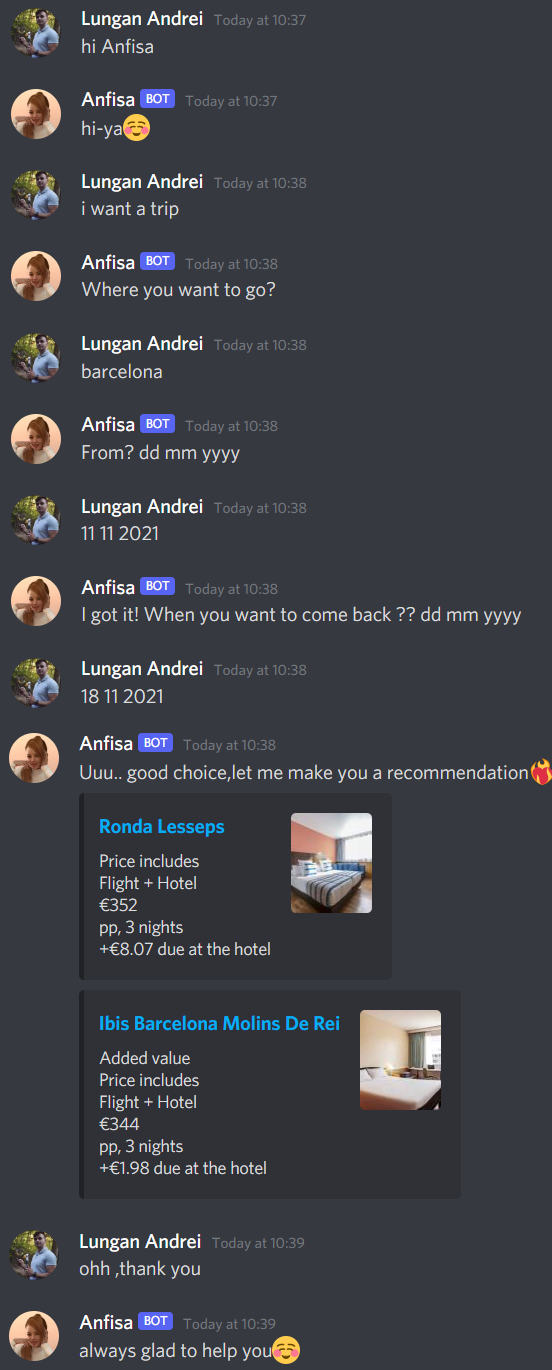 Lungan Andrei Today at 10:37
hi Anfisa
Anfisa BOT Today at 10:37
hi-ya☺️
Lungan Andrei Today at 10:38
i want a trip
Anfisa BOT Today at 10:38
Where you want to go?
Lungan Andrei Today at 10:38
barcelona
Anfisa BOT Today at 10:38
From? dd mm yyyy
Lungan Andrei Today at 10:38
11 11 2021
Anfisa BOT Today at 10:38
I got it! When you want to come back ?? dd mm yyyy
Lungan Andrei Today at 10:38
18 11 2021
Anfisa BOT Today at 10:38
Uuu.. good choice,let me make you a recommendation❤️‍🔥
Ronda Lesseps
Price includes
Flight + Hotel
€352
pp, 3 nights
+€8.07 due at the hotel
Ibis Barcelona Molins De Rei
Added value
Price includes
Flight + Hotel
€344
pp, 3 nights
+€1.98 due at the hotel
Lungan Andrei Today at 10:39
ohh ,thank you
Anfisa BOT Today at 10:39
always glad to help you☺️